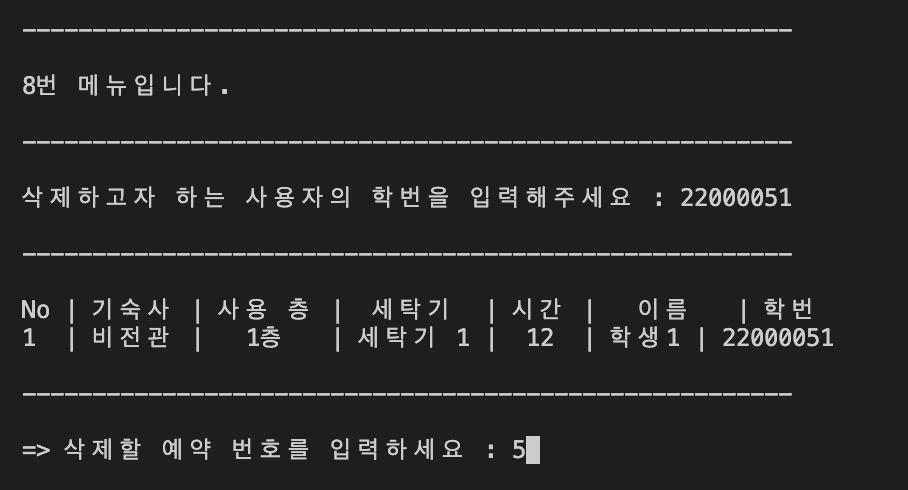 8번 메뉴입니다.
삭제하고자 하는 사용자의 학번을 입력해주세요 : 22000051
No | 기숙사 | 사용 층 | 세탁기 | 시간 | 이름 | 학번
1 | 비전관 | 1층 | 세탁기 1 | 12 | 학생1 | 22000051
=> 삭제할 예약 번호를 입력하세요 : 5